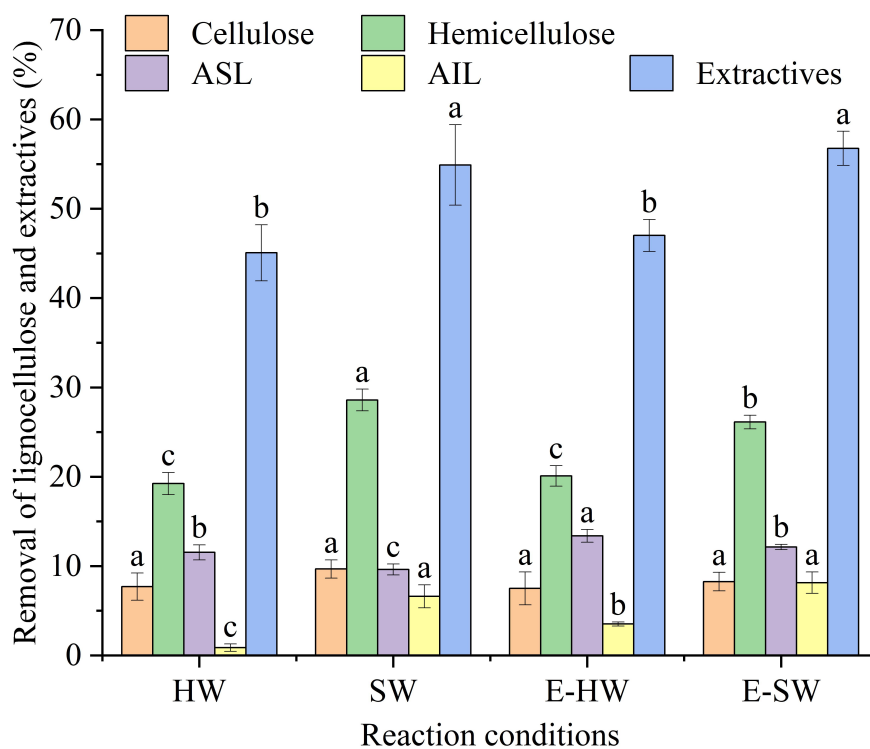 Removal of lignocellulose and extractives (%)
70
60
50
40
30
20
10
0
Cellulose Hemicellulose
ASL AIL Extractives
a c b c b
a a c a a
a c a b b
a b b a a
HW SW E-HW E-SW
Reaction conditions